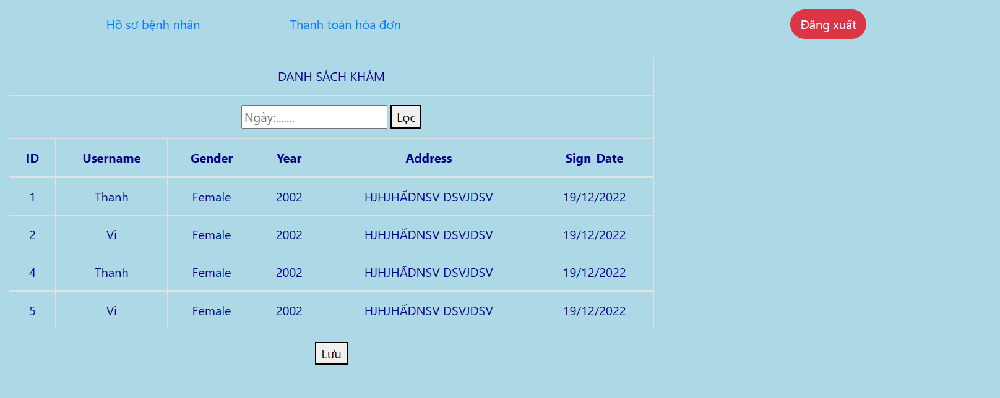 Hồ sơ bệnh nhân Thanh toán hóa đơn Đăng xuất
DANH SÁCH KHÁM
Ngày:....... Lọc
ID Username Gender Year Address Sign_Date
1 Thanh Female 2002 HJHJHẤDNSV DSVJDSV 19/12/2022
2 Vi Female 2002 HJHJHẤDNSV DSVJDSV 19/12/2022
4 Thanh Female 2002 HJHJHẤDNSV DSVJDSV 19/12/2022
5 Vi Female 2002 HJHJHẤDNSV DSVJDSV 19/12/2022
Lưu